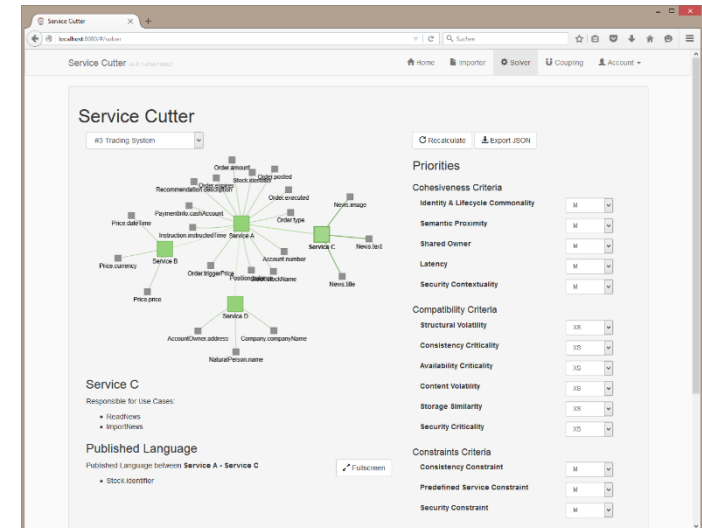 Service Cutter
localhost:8080/#/solver
Suchen
Service Cutter
Home Importer Solver Coupling Account
Service Cutter
#3 Trading System
Recalculate Export JSON
Priorities
Cohesiveness Criteria
Identity & Lifecycle Commonality M
Semantic Proximity M
Shared Owner M
Latency M
Security Contextuality M
Compatibility Criteria
Structural Volatility XS
Consistency Criticality XS
Availability Criticality XS
Content Volatility XS
Storage Similarity XS
Security Criticality XS
Constraints Criteria
Consistency Constraint M
Predefined Service Constraint M
Security Constraint M
Order.amount
Order.posted
Stock.identifier
Order.expires
Recommendation.description
Order.executed
News.image
PaymentInfo.cashAccount
Order.type
Price.dateTime
Instruction.instructedTime
Service A
Service C
News.text
Service B
Account.number
Price.currency
Order.triggerPrice
Stock.stockName
News.title
Price.price
Service D
AccountOwner.address
Company.companyName
NaturalPerson.name
Service C
Responsible for Use Cases:
ReadNews
ImportNews
Published Language
Published Language between Service A - Service C
Fullscreen
Stock.identifier